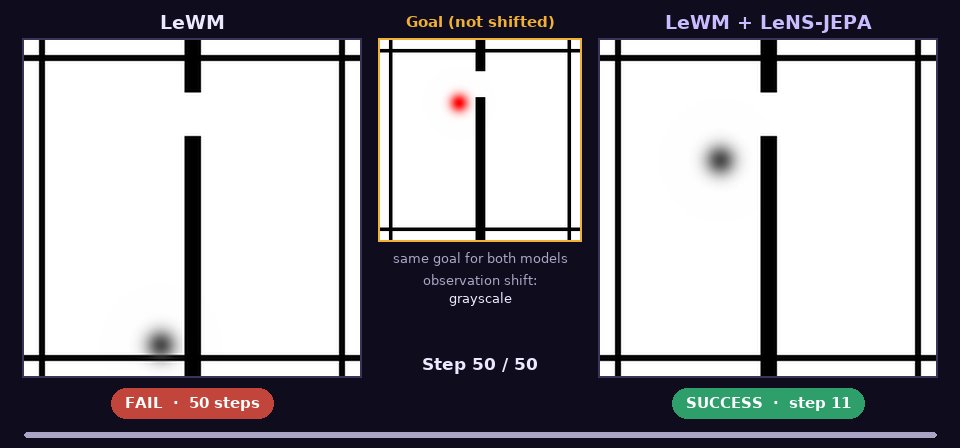 LeWM
Goal (not shifted)
LeWM + LeNS-JEPA
same goal for both models
observation shift:
grayscale
Step 50 / 50
FAIL · 50 steps
SUCCESS · step 11